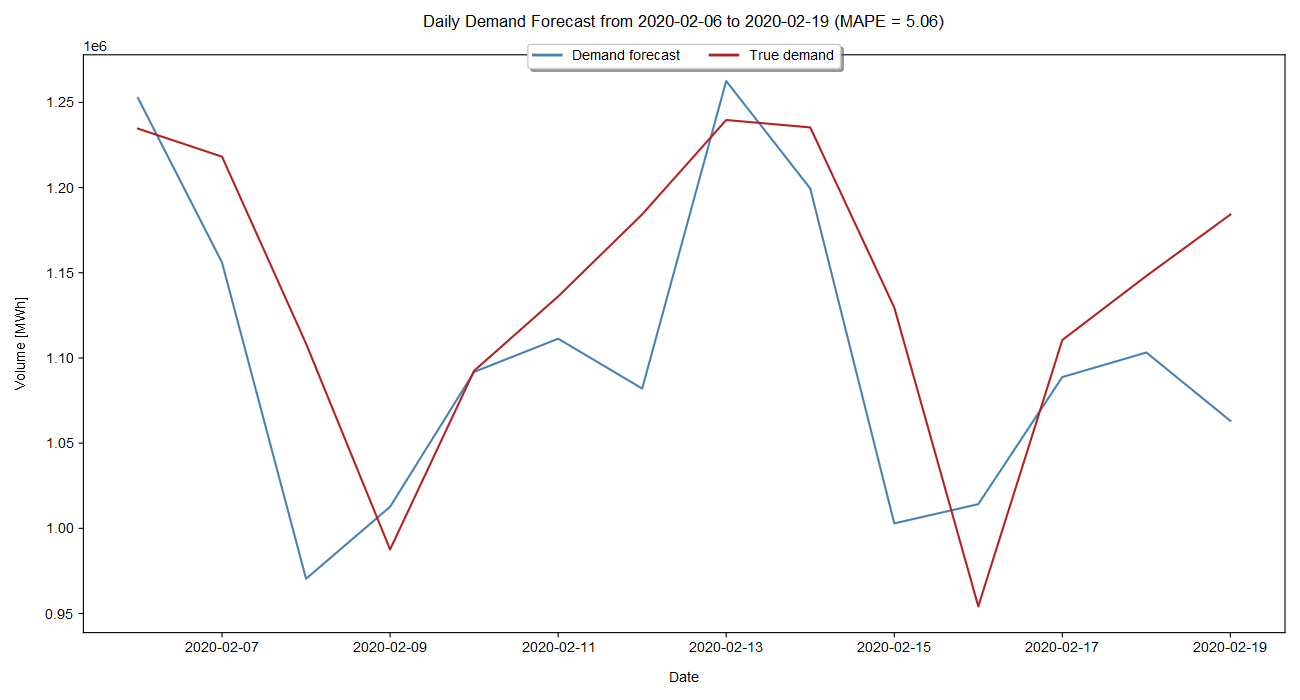 Daily Demand Forecast from 2020-02-06 to 2020-02-19 (MAPE = 5.06)
1e6
Demand forecast True demand
1.25
1.20
1.15
1.10
1.05
1.00
0.95
Volume [MWh]
2020-02-07 2020-02-09 2020-02-11 2020-02-13 2020-02-15 2020-02-17 2020-02-19
Date